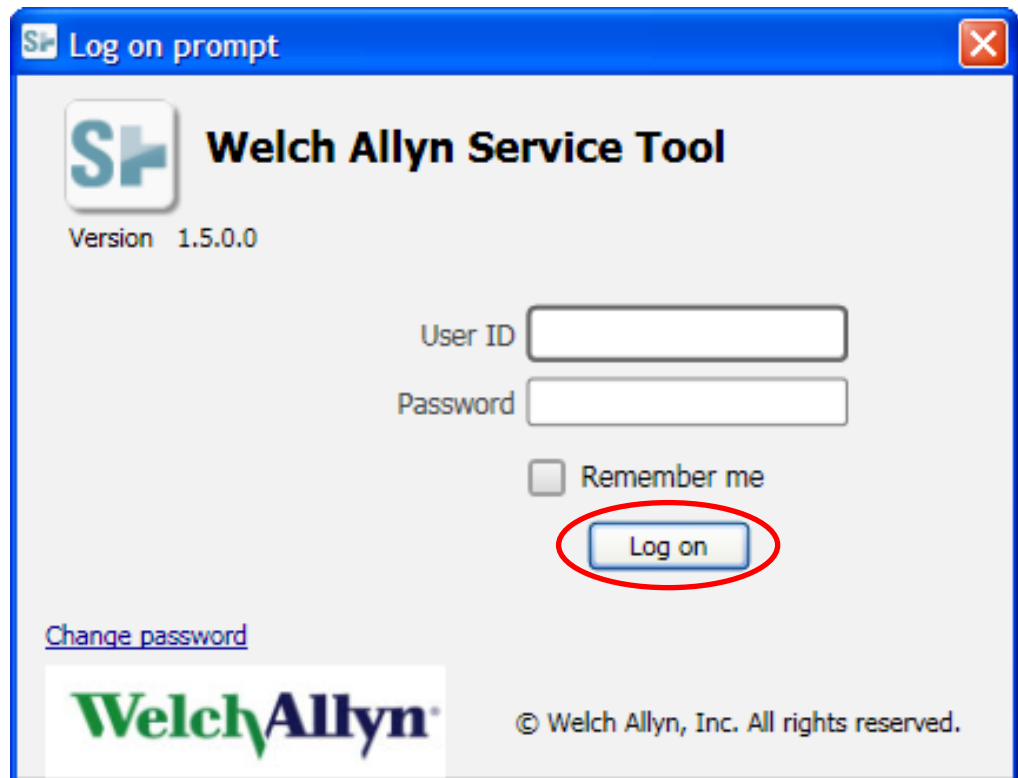 Log on prompt
Welch Allyn Service Tool
Version 1.5.0.0
User ID
Password
Remember me
Log on
Change password
WelchAllyn
© Welch Allyn, Inc. All rights reserved.